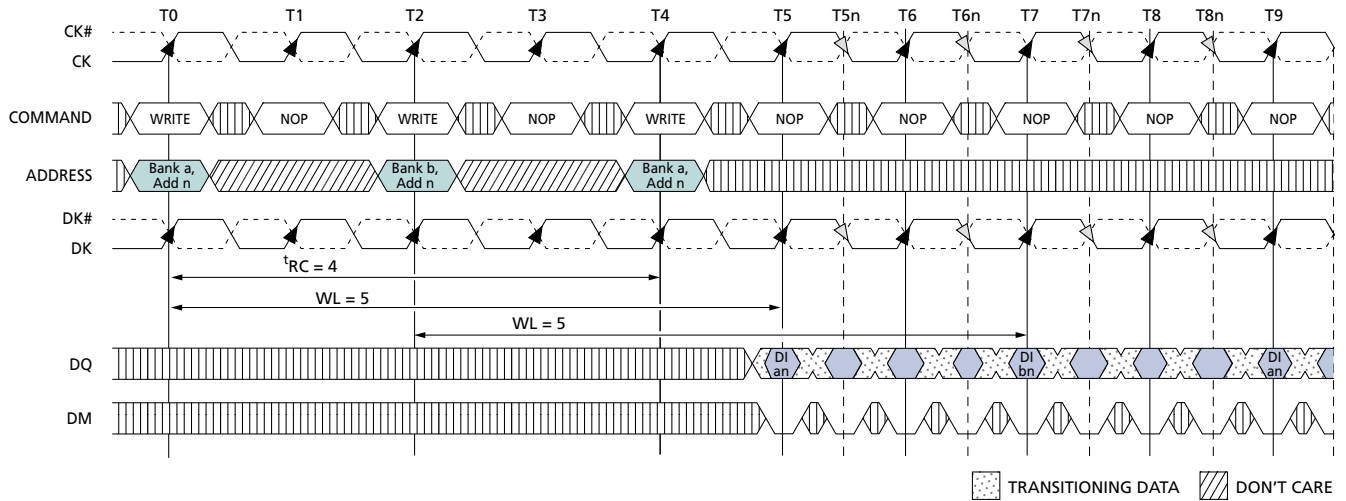 T0 T1 T2 T3 T4 T5 T5n T6 T6n T7 T7n T8 T8n T9
CK#
CK
COMMAND WRITE NOP WRITE NOP WRITE NOP NOP NOP NOP NOP
ADDRESS Bank a, Add n Bank b, Add n Bank a, Add n
DK#
DK
tRC = 4
WL = 5
WL = 5
DQ DI an DI bn DI an
DM
TRANSITIONING DATA DON'T CARE